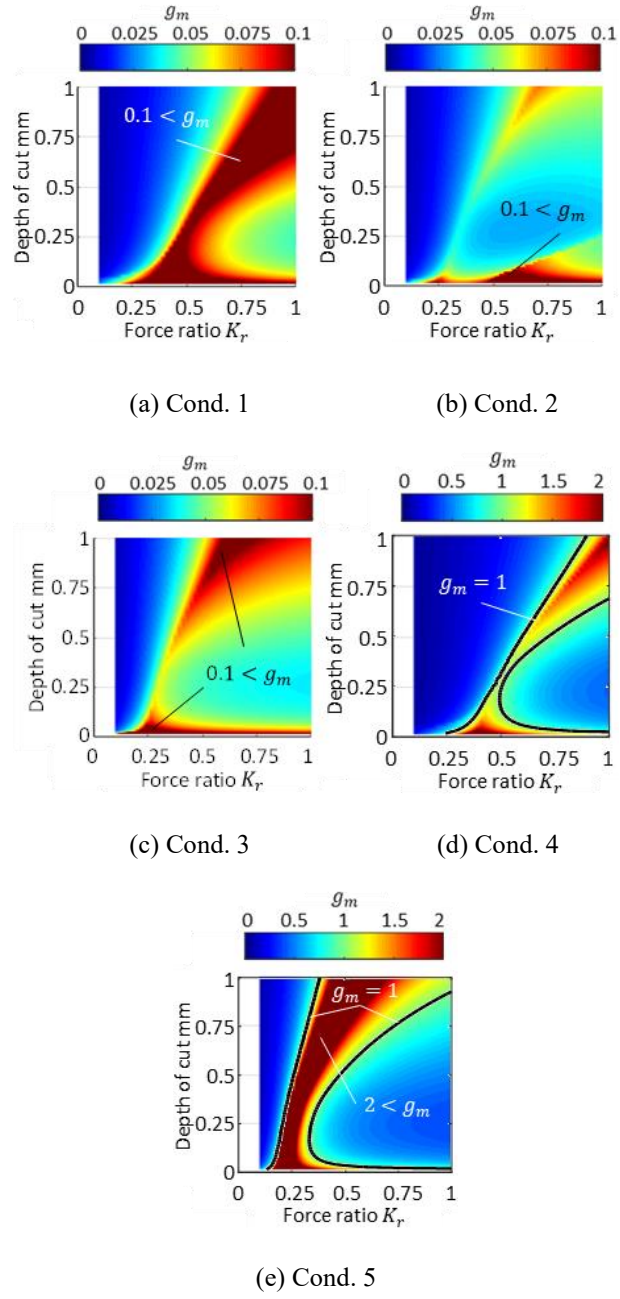 g_m
g_m
0 0.025 0.05 0.075 0.1
0 0.025 0.05 0.075 0.1
Depth of cut mm
1
0.75
0.5
0.25
0
0.1 < g_m
0 0.25 0.5 0.75 1
Force ratio K_r
Depth of cut mm
1
0.75
0.5
0.25
0
0.1 < g_m
0 0.25 0.5 0.75 1
Force ratio K_r
(a) Cond. 1
(b) Cond. 2
g_m
g_m
0 0.025 0.05 0.075 0.1
0 0.5 1 1.5 2
Depth of cut mm
1
0.75
0.5
0.25
0
0.1 < g_m
0 0.25 0.5 0.75 1
Force ratio K_r
Depth of cut mm
1
0.75
0.5
0.25
0
g_m = 1
0 0.25 0.5 0.75 1
Force ratio K_r
(c) Cond. 3
(d) Cond. 4
g_m
0 0.5 1 1.5 2
Depth of cut mm
1
0.75
0.5
0.25
0
g_m = 1
2 < g_m
0 0.25 0.5 0.75 1
Force ratio K_r
(e) Cond. 5